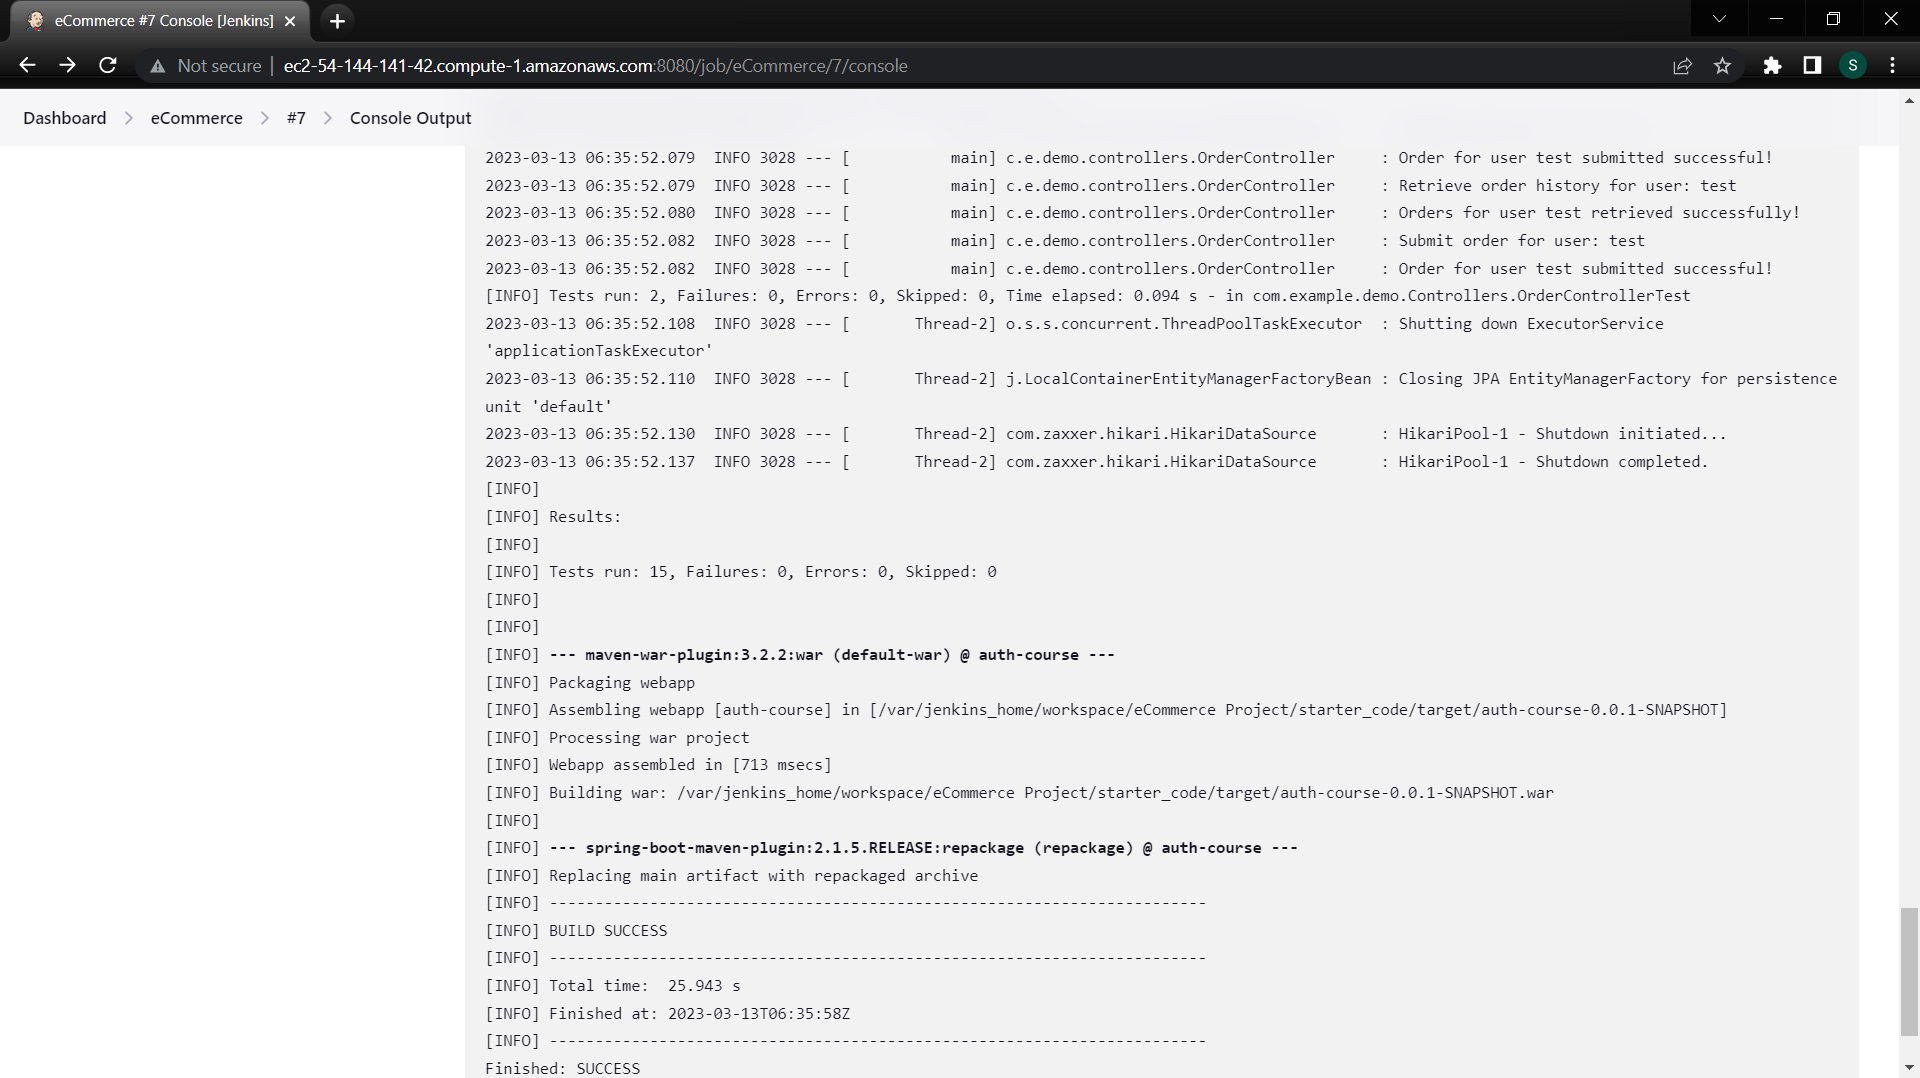 eCommerce #7 Console [Jenkins]
Not secure | ec2-54-144-141-42.compute-1.amazonaws.com:8080/job/eCommerce/7/console
S
Dashboard > eCommerce > #7 > Console Output
2023-03-13 06:35:52.079  INFO 3028 --- [           main] c.e.demo.controllers.OrderController     : Order for user test submitted successful!
2023-03-13 06:35:52.079  INFO 3028 --- [           main] c.e.demo.controllers.OrderController     : Retrieve order history for user: test
2023-03-13 06:35:52.080  INFO 3028 --- [           main] c.e.demo.controllers.OrderController     : Orders for user test retrieved successfully!
2023-03-13 06:35:52.082  INFO 3028 --- [           main] c.e.demo.controllers.OrderController     : Submit order for user: test
2023-03-13 06:35:52.082  INFO 3028 --- [           main] c.e.demo.controllers.OrderController     : Order for user test submitted successful!
[INFO] Tests run: 2, Failures: 0, Errors: 0, Skipped: 0, Time elapsed: 0.094 s - in com.example.demo.Controllers.OrderControllerTest
2023-03-13 06:35:52.108  INFO 3028 --- [       Thread-2] o.s.s.concurrent.ThreadPoolTaskExecutor  : Shutting down ExecutorService
'applicationTaskExecutor'
2023-03-13 06:35:52.110  INFO 3028 --- [       Thread-2] j.LocalContainerEntityManagerFactoryBean : Closing JPA EntityManagerFactory for persistence
unit 'default'
2023-03-13 06:35:52.130  INFO 3028 --- [       Thread-2] com.zaxxer.hikari.HikariDataSource       : HikariPool-1 - Shutdown initiated...
2023-03-13 06:35:52.137  INFO 3028 --- [       Thread-2] com.zaxxer.hikari.HikariDataSource       : HikariPool-1 - Shutdown completed.
[INFO]
[INFO] Results:
[INFO]
[INFO] Tests run: 15, Failures: 0, Errors: 0, Skipped: 0
[INFO]
[INFO]
[INFO] --- maven-war-plugin:3.2.2:war (default-war) @ auth-course ---
[INFO] Packaging webapp
[INFO] Assembling webapp [auth-course] in [/var/jenkins_home/workspace/eCommerce Project/starter_code/target/auth-course-0.0.1-SNAPSHOT]
[INFO] Processing war project
[INFO] Webapp assembled in [713 msecs]
[INFO] Building war: /var/jenkins_home/workspace/eCommerce Project/starter_code/target/auth-course-0.0.1-SNAPSHOT.war
[INFO]
[INFO] --- spring-boot-maven-plugin:2.1.5.RELEASE:repackage (repackage) @ auth-course ---
[INFO] Replacing main artifact with repackaged archive
[INFO] ------------------------------------------------------------------------
[INFO] BUILD SUCCESS
[INFO] ------------------------------------------------------------------------
[INFO] Total time:  25.943 s
[INFO] Finished at: 2023-03-13T06:35:58Z
[INFO] ------------------------------------------------------------------------
Finished: SUCCESS